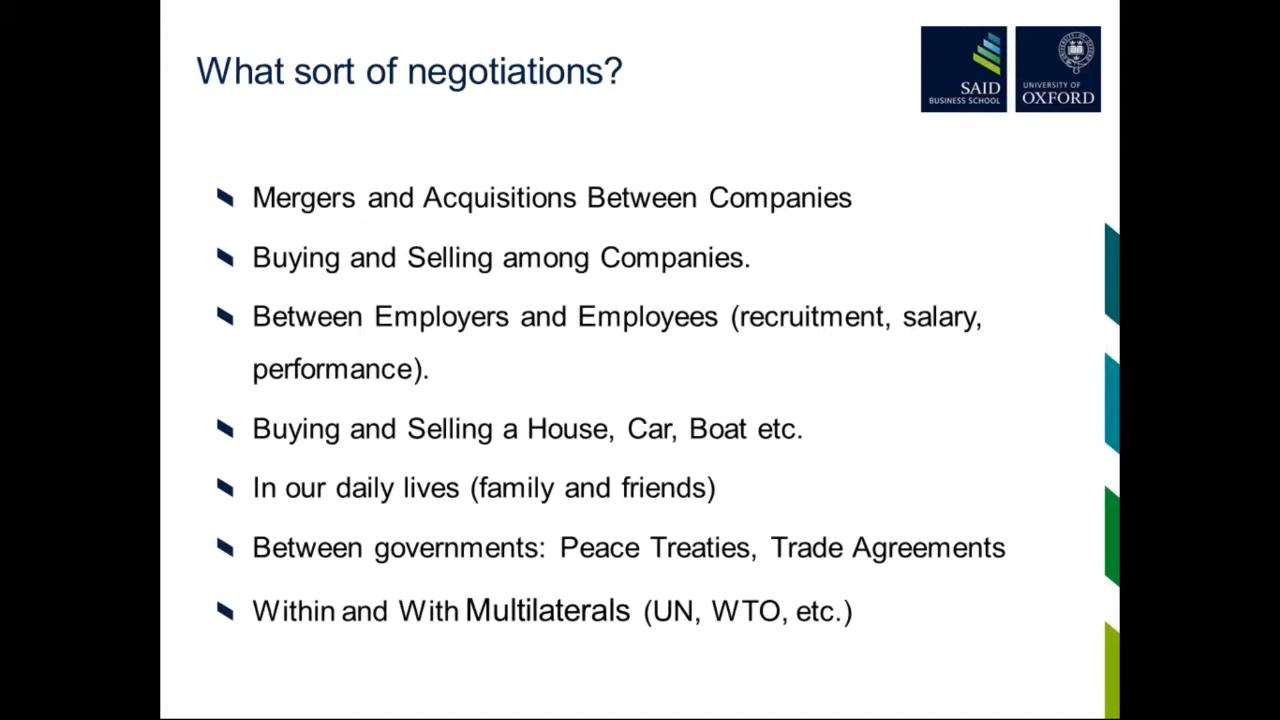 What sort of negotiations?
SAID
BUSINESS SCHOOL
UNIVERSITY OF
OXFORD
Mergers and Acquisitions Between Companies
Buying and Selling among Companies.
Between Employers and Employees (recruitment, salary,
performance).
Buying and Selling a House, Car, Boat etc.
In our daily lives (family and friends)
Between governments: Peace Treaties, Trade Agreements
Within and With Multilaterals (UN, WTO, etc.)